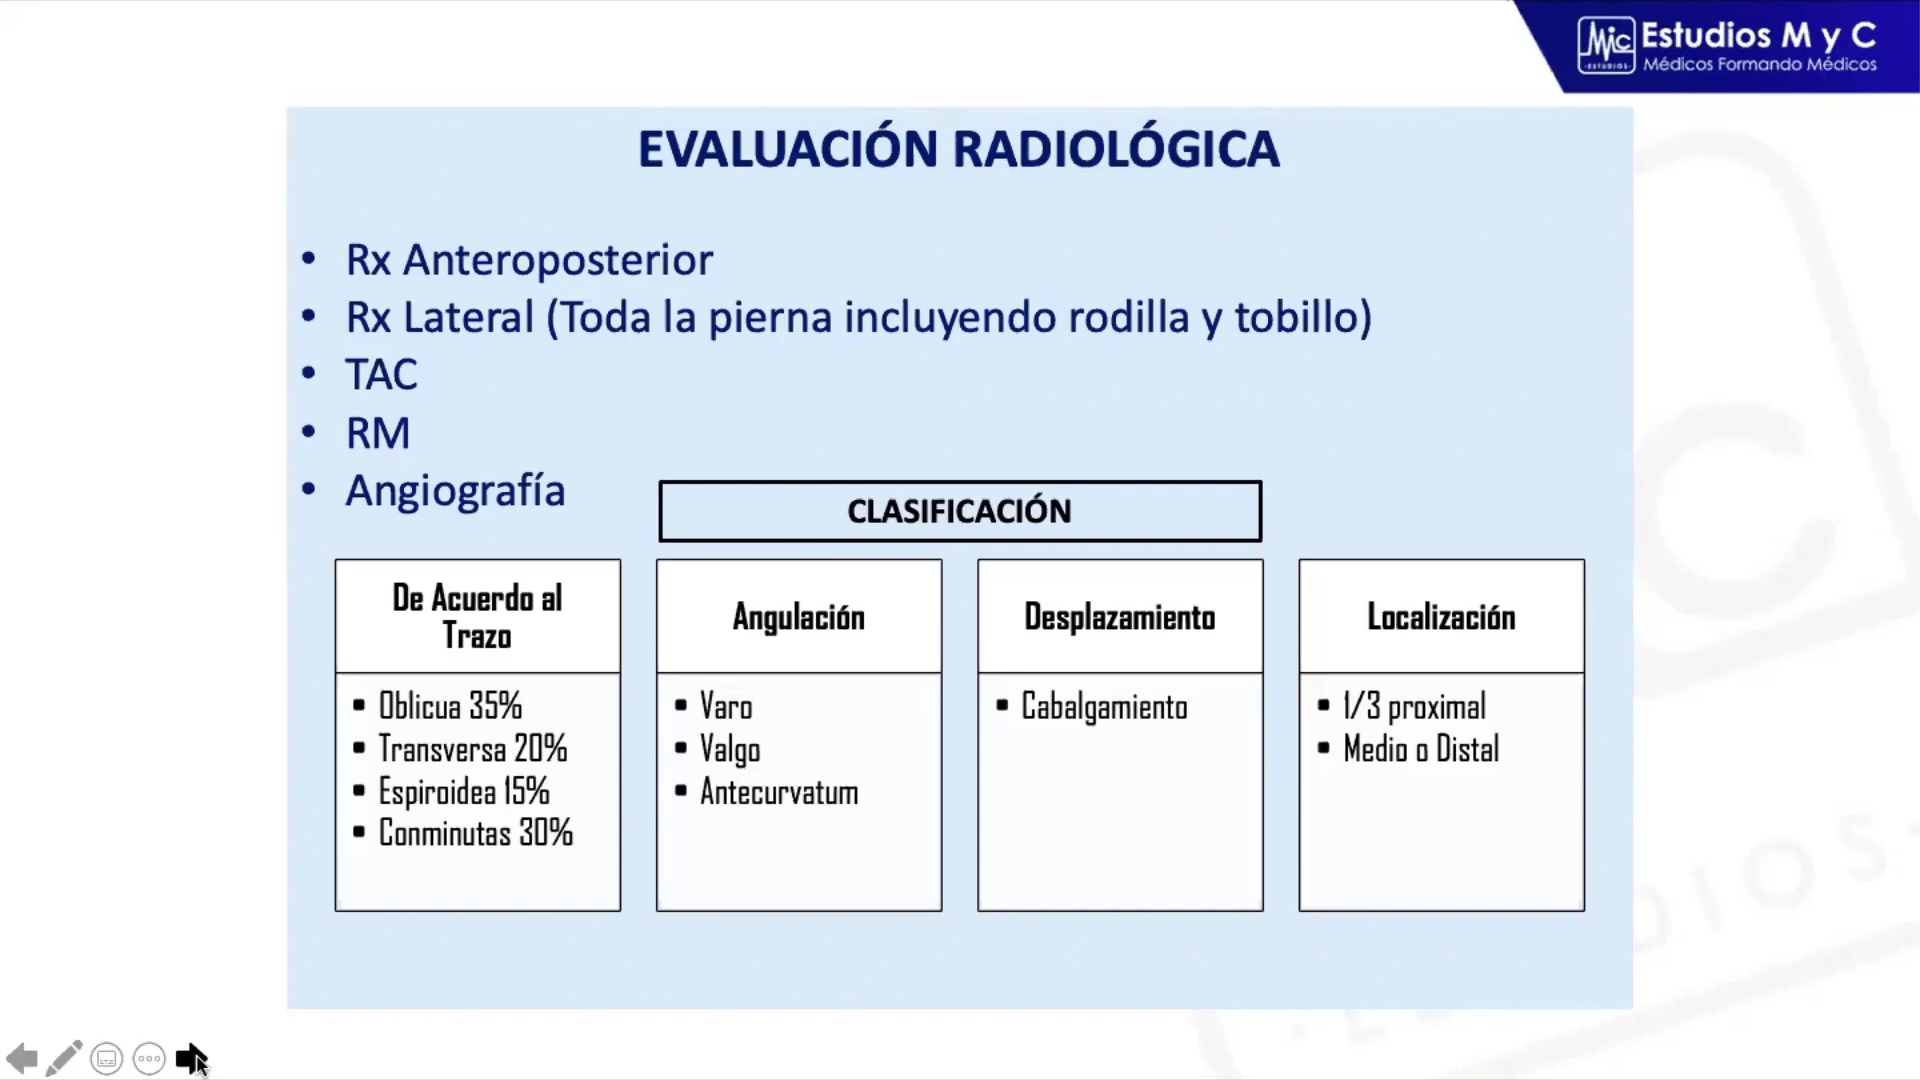 Mic
·ESTUDIOS·
Estudios M y C
Médicos Formando Médicos
EVALUACIÓN RADIOLÓGICA
• Rx Anteroposterior
• Rx Lateral (Toda la pierna incluyendo rodilla y tobillo)
• TAC
• RM
• Angiografía
CLASIFICACIÓN
De Acuerdo al
Trazo
▪ Oblicua 35%
▪ Transversa 20%
▪ Espiroidea 15%
▪ Conminutas 30%
Angulación
▪ Varo
▪ Valgo
▪ Antecurvatum
Desplazamiento
▪ Cabalgamiento
Localización
▪ 1/3 proximal
▪ Medio o Distal